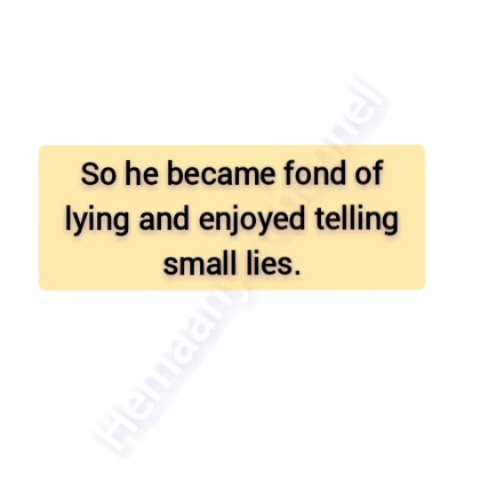 So he became fond of
lying and enjoyed telling
small lies.